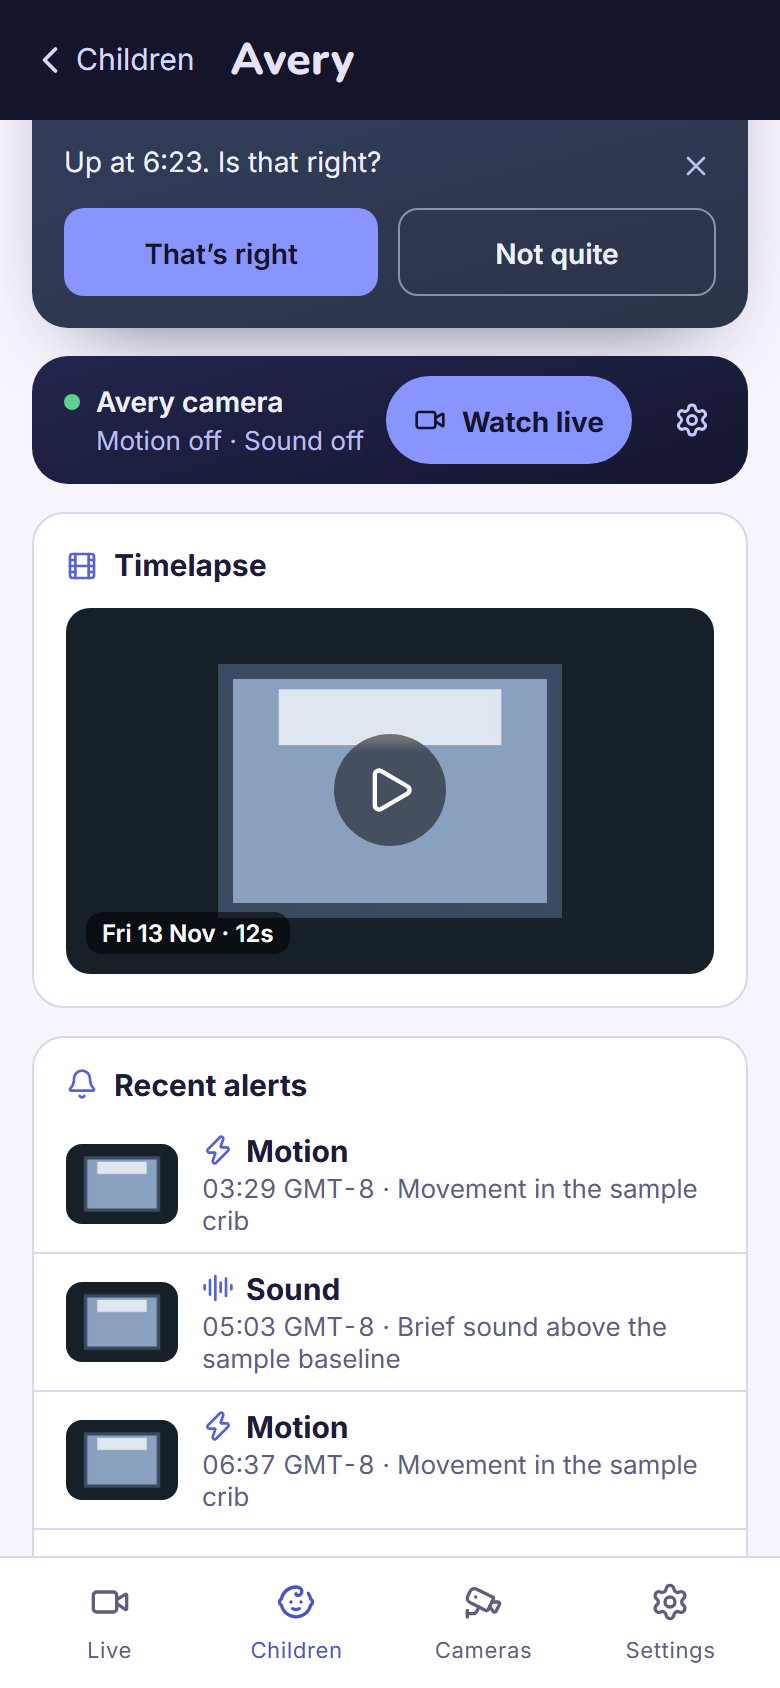 Children Avery
Up at 6:23. Is that right?
That’s right
Not quite
Avery camera
Motion off · Sound off
Watch live
Timelapse
Fri 13 Nov · 12s
Recent alerts
Motion
03:29 GMT-8 · Movement in the sample
crib
Sound
05:03 GMT-8 · Brief sound above the
sample baseline
Motion
06:37 GMT-8 · Movement in the sample
crib
Live
Children
Cameras
Settings